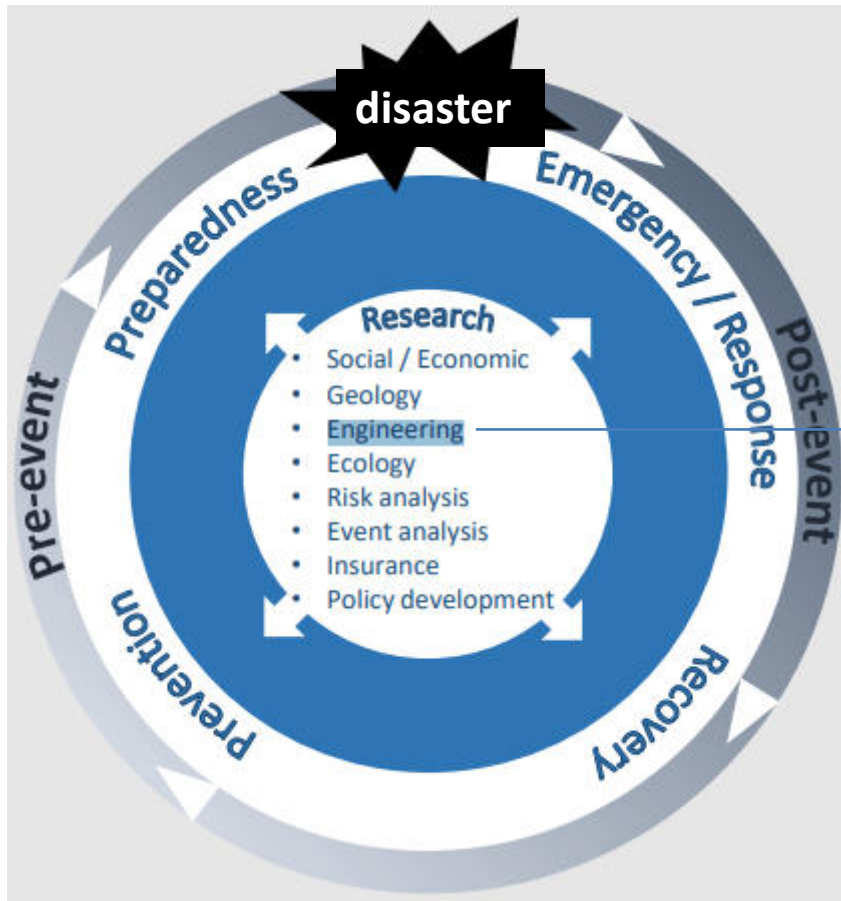 disaster
Preparedness
Emergency / Response
Pre-event
Post-event
Research
• Social / Economic
• Geology
• Engineering
• Ecology
• Risk analysis
• Event analysis
• Insurance
• Policy development
Prevention
Recovery